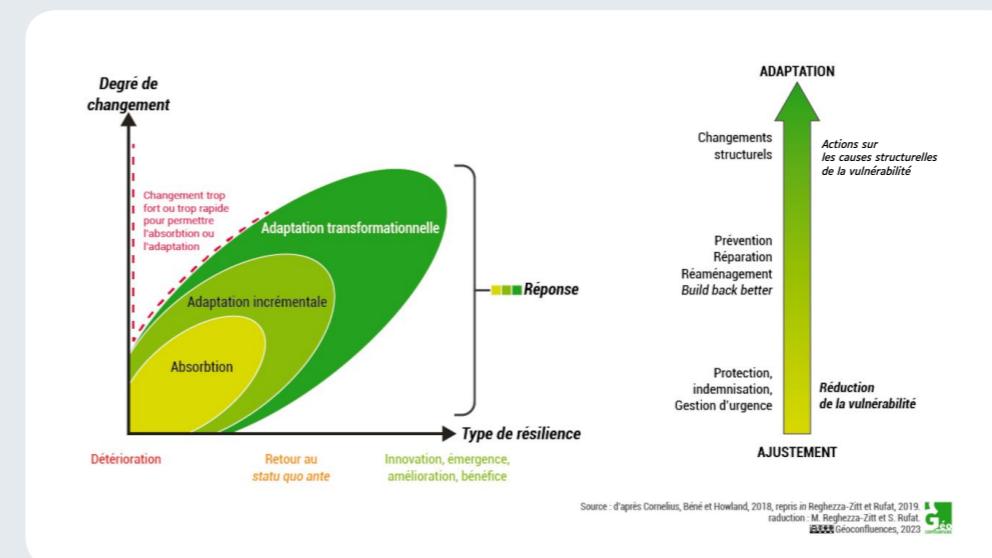 Degré de
changement
Changement trop
fort ou trop rapide
pour permettre
l'absorbtion ou
l'adaptation
Adaptation transformationnelle
Adaptation incrémentale
Absorbtion
Réponse
Type de résilience
Détérioration
Retour au
statu quo ante
Innovation, émergence,
amélioration, bénéfice
ADAPTATION
Changements
structurels
Actions sur
les causes structurelles
de la vulnérabilité
Prévention
Réparation
Réaménagement
Build back better
Protection,
indemnisation,
Gestion d'urgence
Réduction
de la vulnérabilité
AJUSTEMENT
Source : d'après Cornelius, Béné et Howland, 2018, repris in Reghezza-Zitt et Rufat, 2019.
raduction : M. Reghezza-Zitt et S. Rufat.
Géoconfluences, 2023
Géo